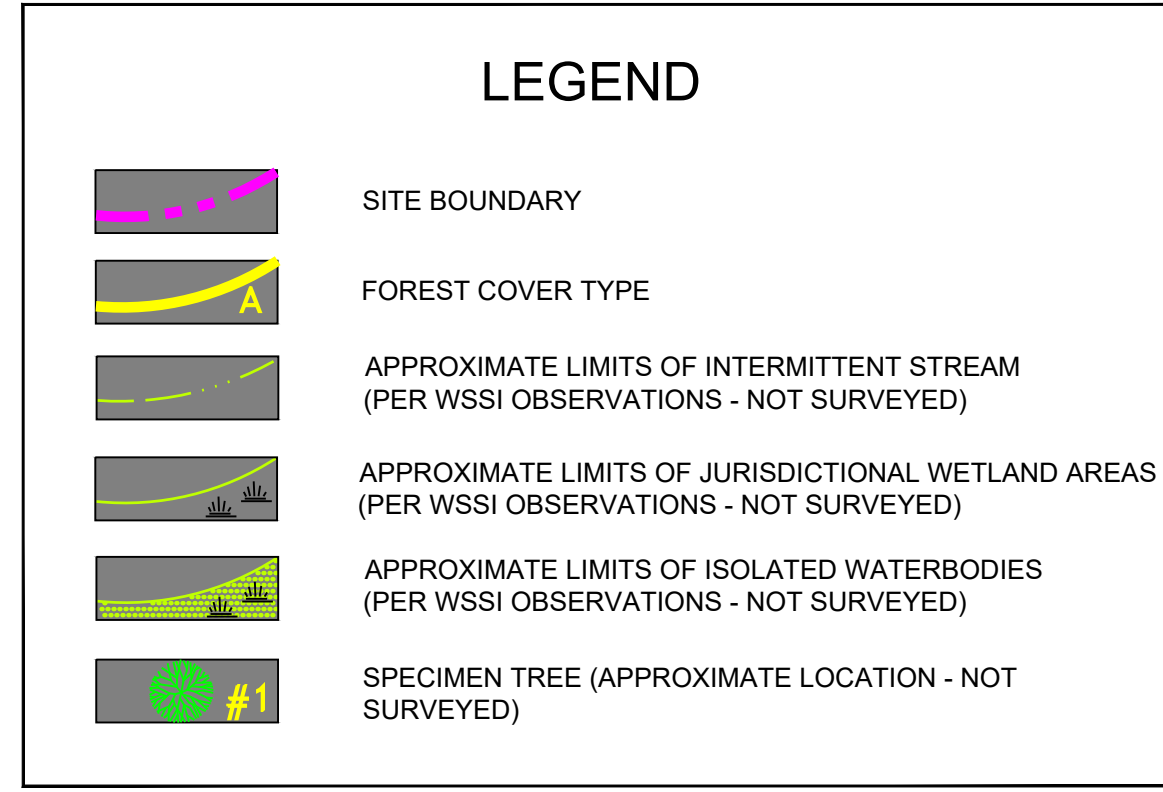 LEGEND
SITE BOUNDARY
A
FOREST COVER TYPE
APPROXIMATE LIMITS OF INTERMITTENT STREAM
(PER WSSI OBSERVATIONS - NOT SURVEYED)
APPROXIMATE LIMITS OF JURISDICTIONAL WETLAND AREAS
(PER WSSI OBSERVATIONS - NOT SURVEYED)
APPROXIMATE LIMITS OF ISOLATED WATERBODIES
(PER WSSI OBSERVATIONS - NOT SURVEYED)
#1
SPECIMEN TREE (APPROXIMATE LOCATION - NOT
SURVEYED)